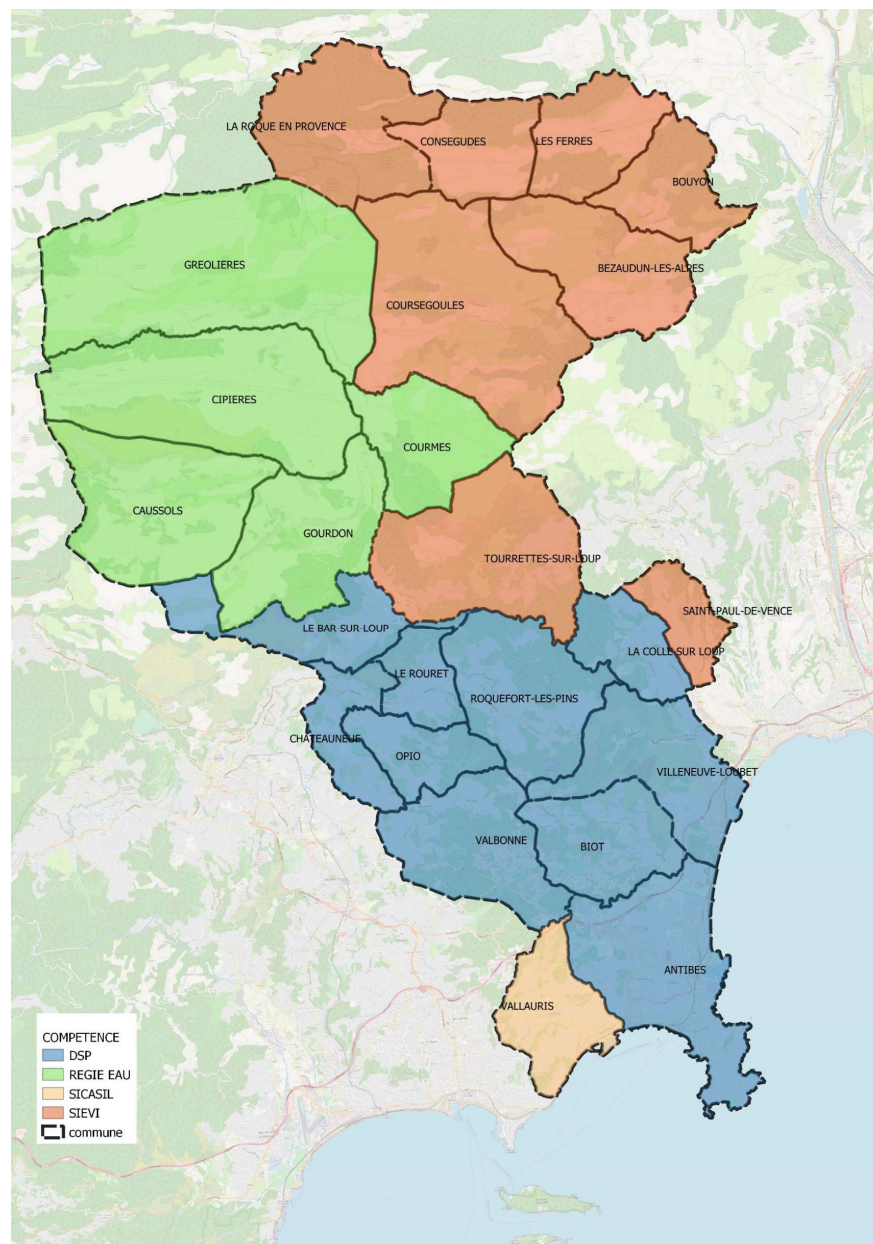 LA ROQUE EN PROVENCE
CONSEGUDES
LES FERRES
BOUYON
GREOLIERES
BEZAUDUN-LES-ALPES
COURSEGOULES
CIPIERES
COURMES
CAUSSOLS
GOURDON
TOURRETTES-SUR-LOUP
SAINT-PAUL-DE-VENCE
LE BAR-SUR-LOUP
LA COLLE SUR LOUP
LE ROURET
ROQUEFORT-LES-PINS
CHATEAUNEUF
OPIO
VILLENEUVE-LOUBET
VALBONNE
BIOT
ANTIBES
VALLAURIS
COMPETENCE
DSP
REGIE EAU
SICASIL
SIEVI
commune